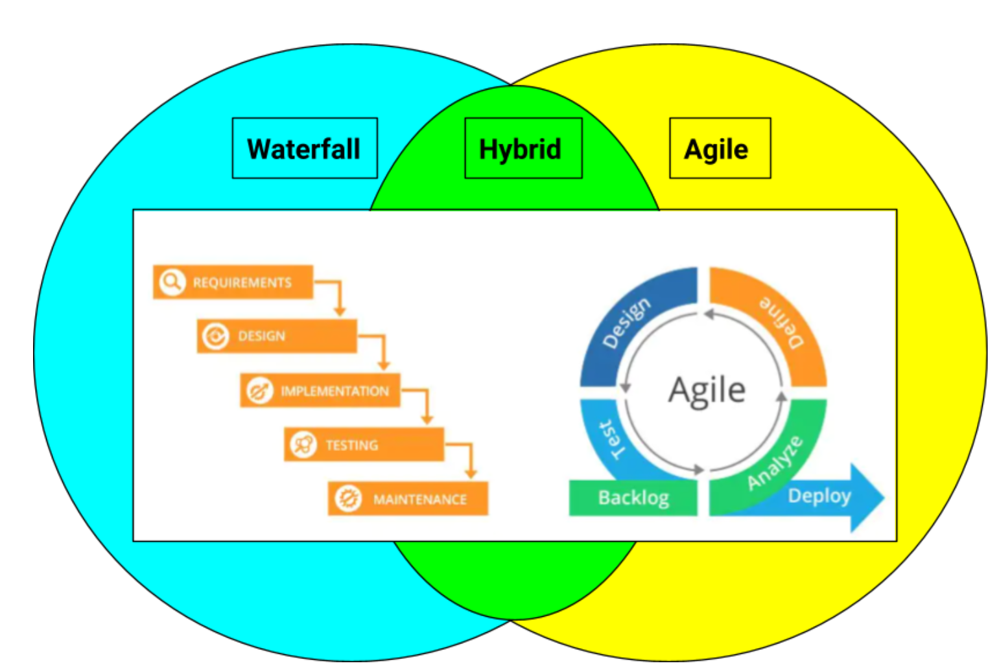 Waterfall
Hybrid
Agile
REQUIREMENTS
DESIGN
IMPLEMENTATION
TESTING
MAINTENANCE
Design
Define
Agile
Test
Analyze
Backlog
Deploy